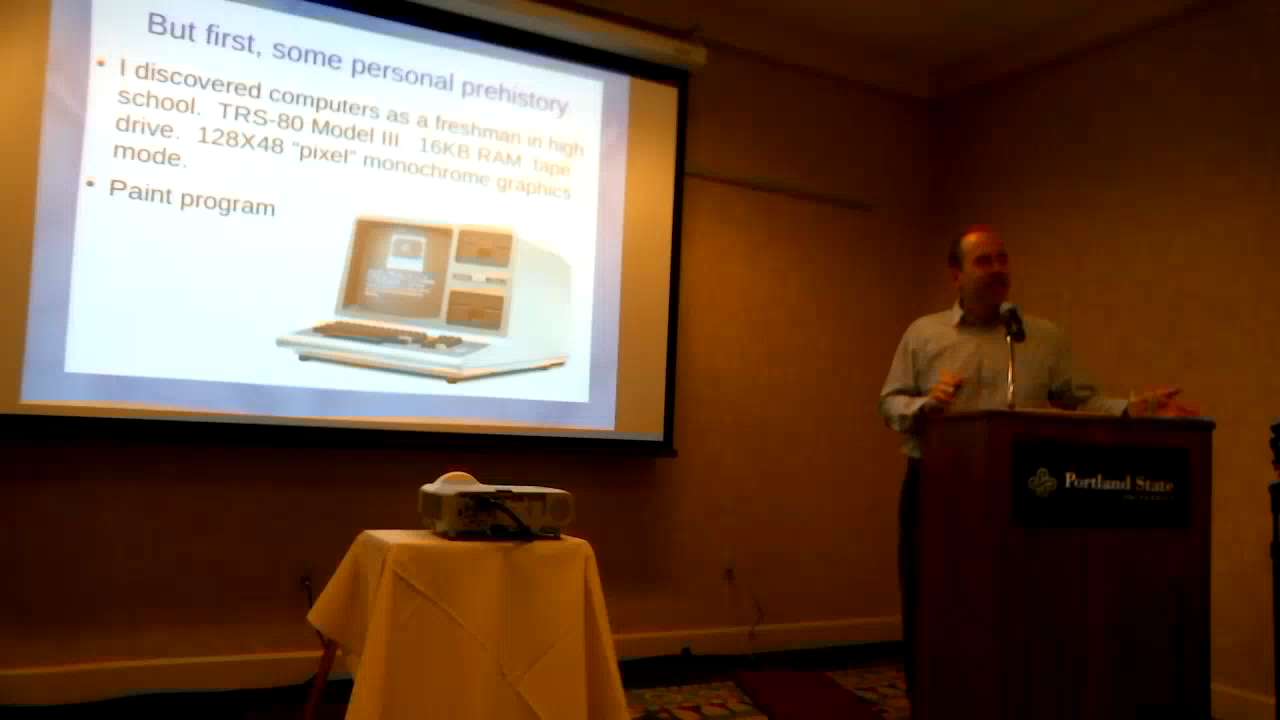 But first, some personal prehistory
• I discovered computers as a freshman in high
school. TRS-80 Model III. 16KB RAM, tape
drive. 128X48 "pixel" monochrome graphics
mode.
• Paint program
Portland State